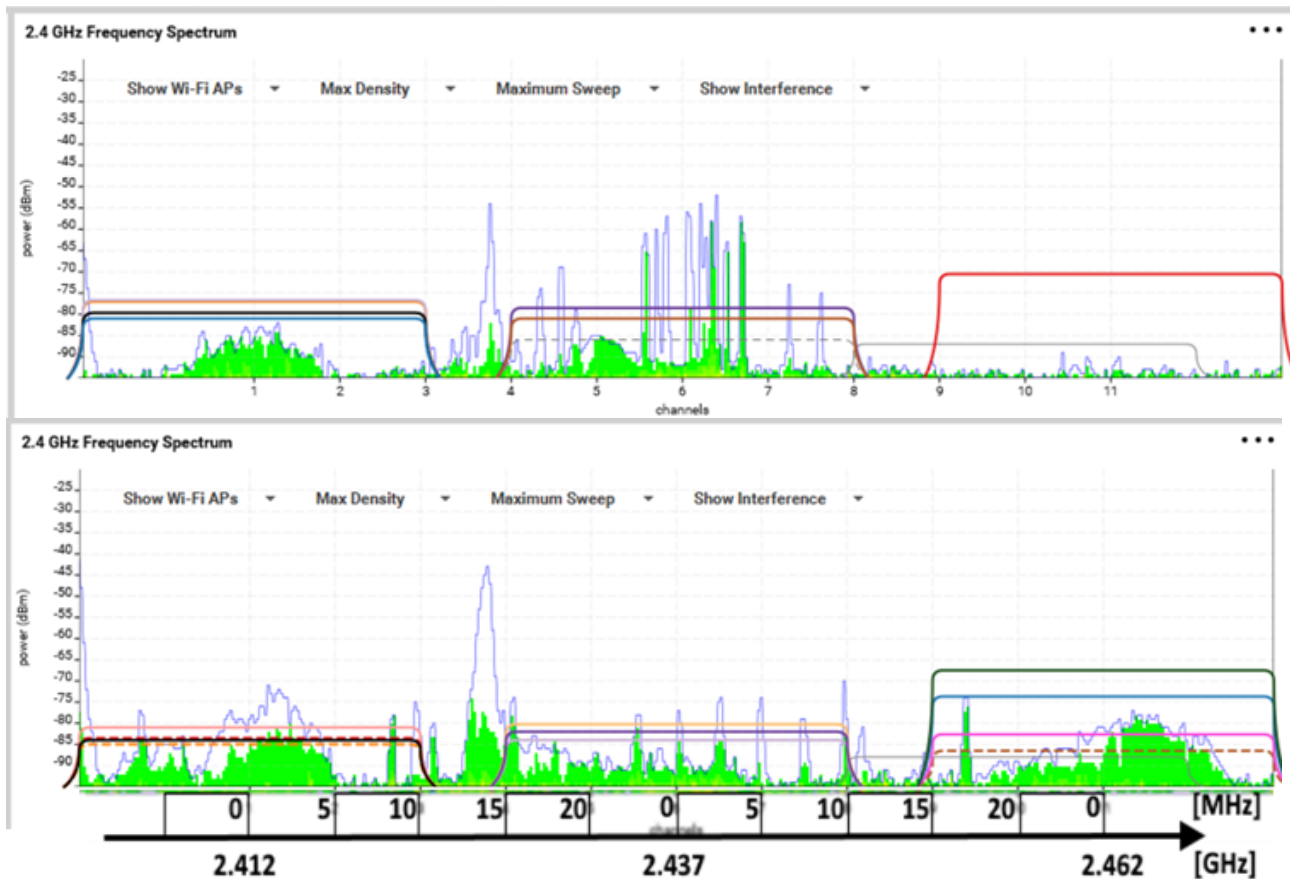 2.4 GHz Frequency Spectrum
Show Wi-Fi APs Max Density Maximum Sweep Show Interference
-25
-30
-35
-40
-45
-50
-55
-60
-65
-70
-75
-80
-85
-90
power (dBm)
1 2 3 4 5 6 7 8 9 10 11
channels
2.4 GHz Frequency Spectrum
Show Wi-Fi APs Max Density Maximum Sweep Show Interference
-25
-30
-35
-40
-45
-50
-55
-60
-65
-70
-75
-80
-85
-90
power (dBm)
0 5 10 15 20 0 5 10 15 20 0 [MHz]
channels
2.412 2.437 2.462 [GHz]